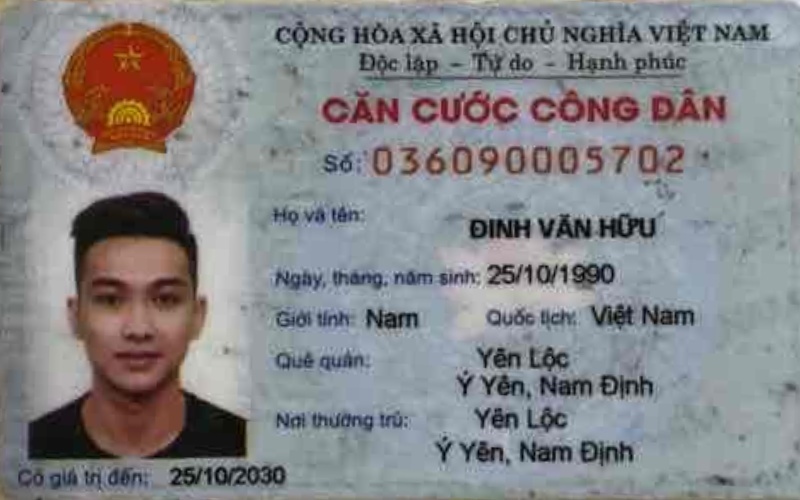 CỘNG HÒA XÃ HỘI CHỦ NGHĨA VIỆT NAM
Độc lập - Tự do - Hạnh phúc
CĂN CƯỚC CÔNG DÂN
Số: 036090005702
Họ và tên: ĐINH VĂN HỮU
Ngày, tháng, năm sinh: 25/10/1990
Giới tính: Nam Quốc tịch: Việt Nam
Quê quán: Yên Lộc
Ý Yên, Nam Định
Nơi thường trú: Yên Lộc
Ý Yên, Nam Định
Có giá trị đến: 25/10/2030